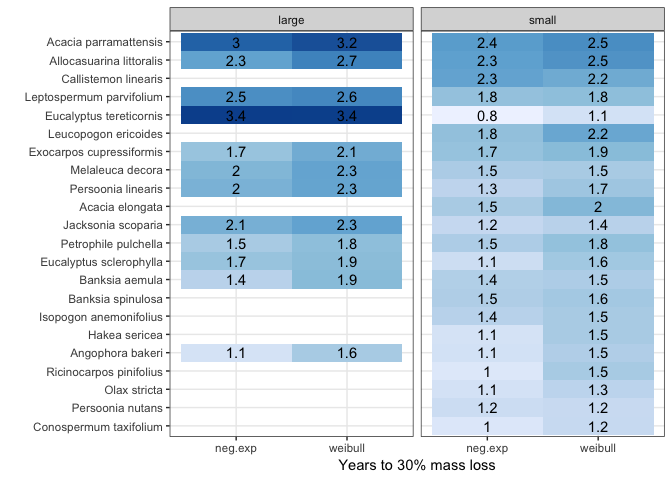 large small
Acacia parramattensis 3 3.2 2.4 2.5
Allocasuarina littoralis 2.3 2.7 2.3 2.5
Callistemon linearis 2.3 2.2
Leptospermum parvifolium 2.5 2.6 1.8 1.8
Eucalyptus tereticornis 3.4 3.4 0.8 1.1
Leucopogon ericoides 1.8 2.2
Exocarpos cupressiformis 1.7 2.1 1.7 1.9
Melaleuca decora 2 2.3 1.5 1.5
Persoonia linearis 2 2.3 1.3 1.7
Acacia elongata 1.5 2
Jacksonia scoparia 2.1 2.3 1.2 1.4
Petrophile pulchella 1.5 1.8 1.5 1.8
Eucalyptus sclerophylla 1.7 1.9 1.1 1.6
Banksia aemula 1.4 1.9 1.4 1.5
Banksia spinulosa 1.5 1.6
Isopogon anemonifolius 1.4 1.5
Hakea sericea 1.1 1.5
Angophora bakeri 1.1 1.6 1.1 1.5
Ricinocarpos pinifolius 1 1.5
Olax stricta 1.1 1.3
Persoonia nutans 1.2 1.2
Conospermum taxifolium 1 1.2
neg.exp weibull neg.exp weibull
Years to 30% mass loss